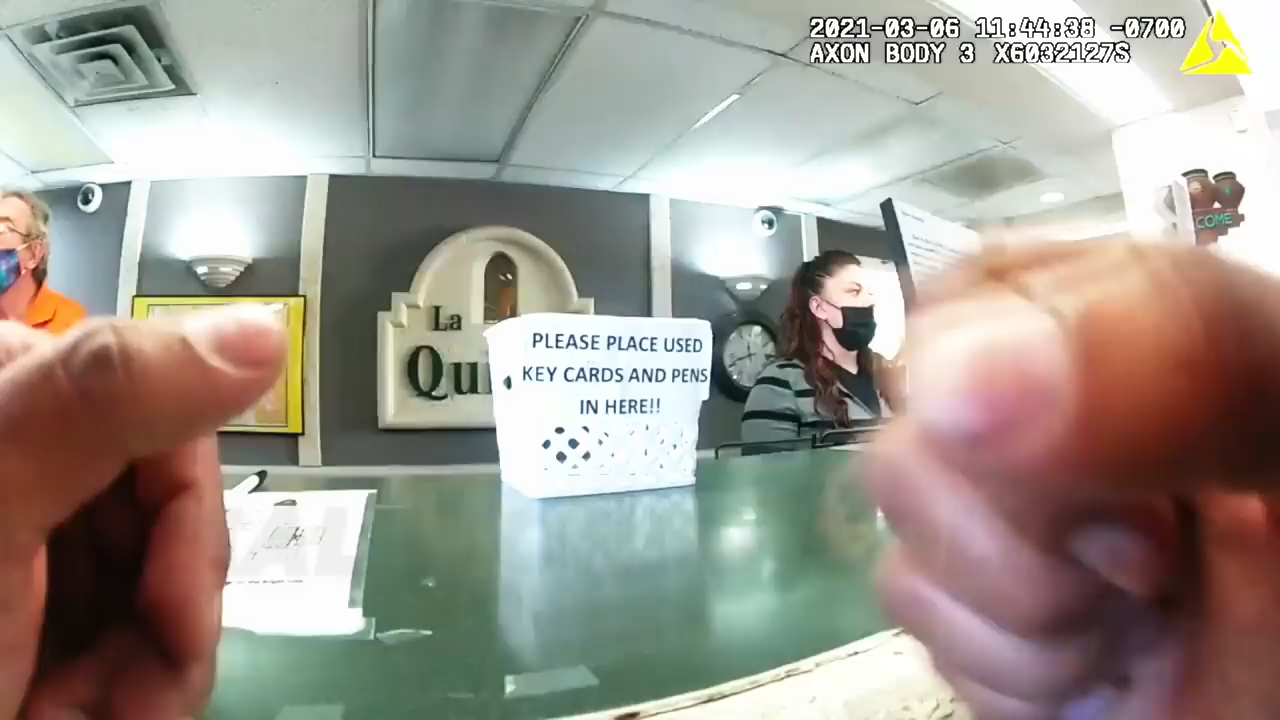 2021-03-06 11:44:38 -0700
AXON BODY 3 X6032127S
COME
La
Qui
PLEASE PLACE USED
KEY CARDS AND PENS
IN HERE!!